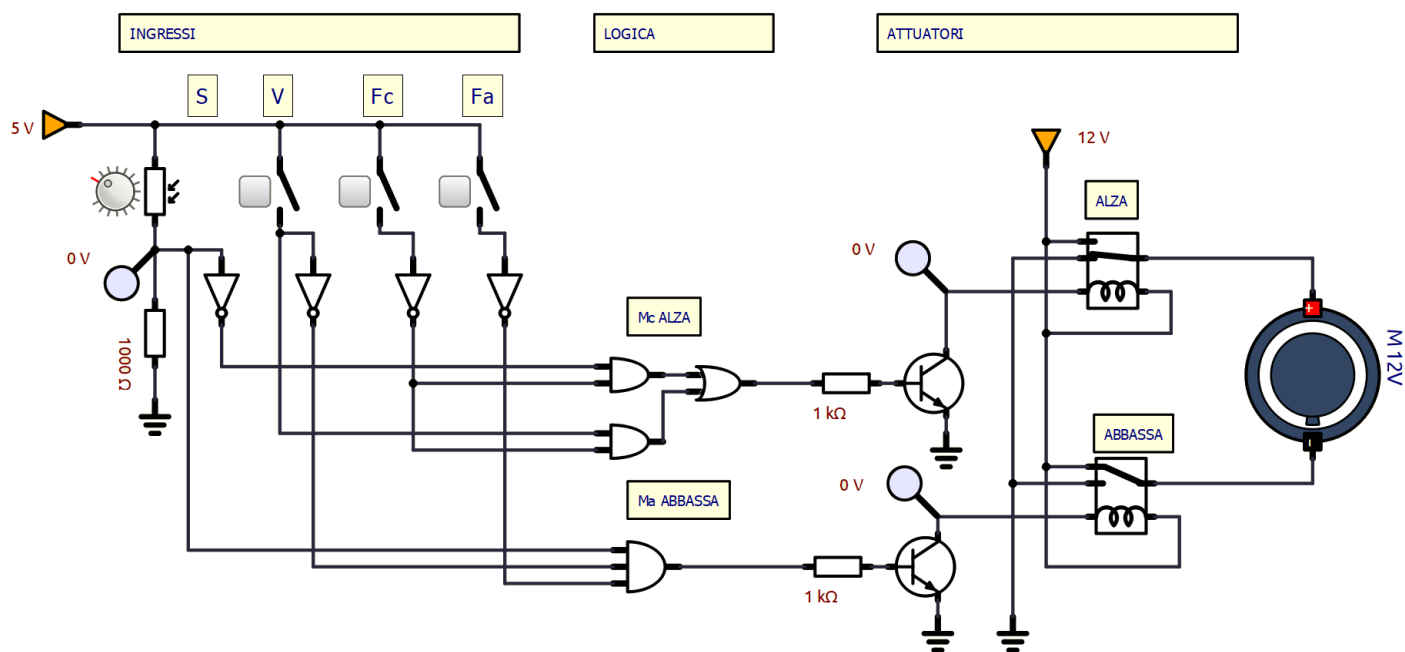 INGRESSI
LOGICA
ATTUATORI
S
V
Fc
Fa
5 V
12 V
ALZA
0 V
0 V
Mc ALZA
+
1000 Ω
M 12V
1 kΩ
ABBASSA
0 V
Ma ABBASSA
1 kΩ